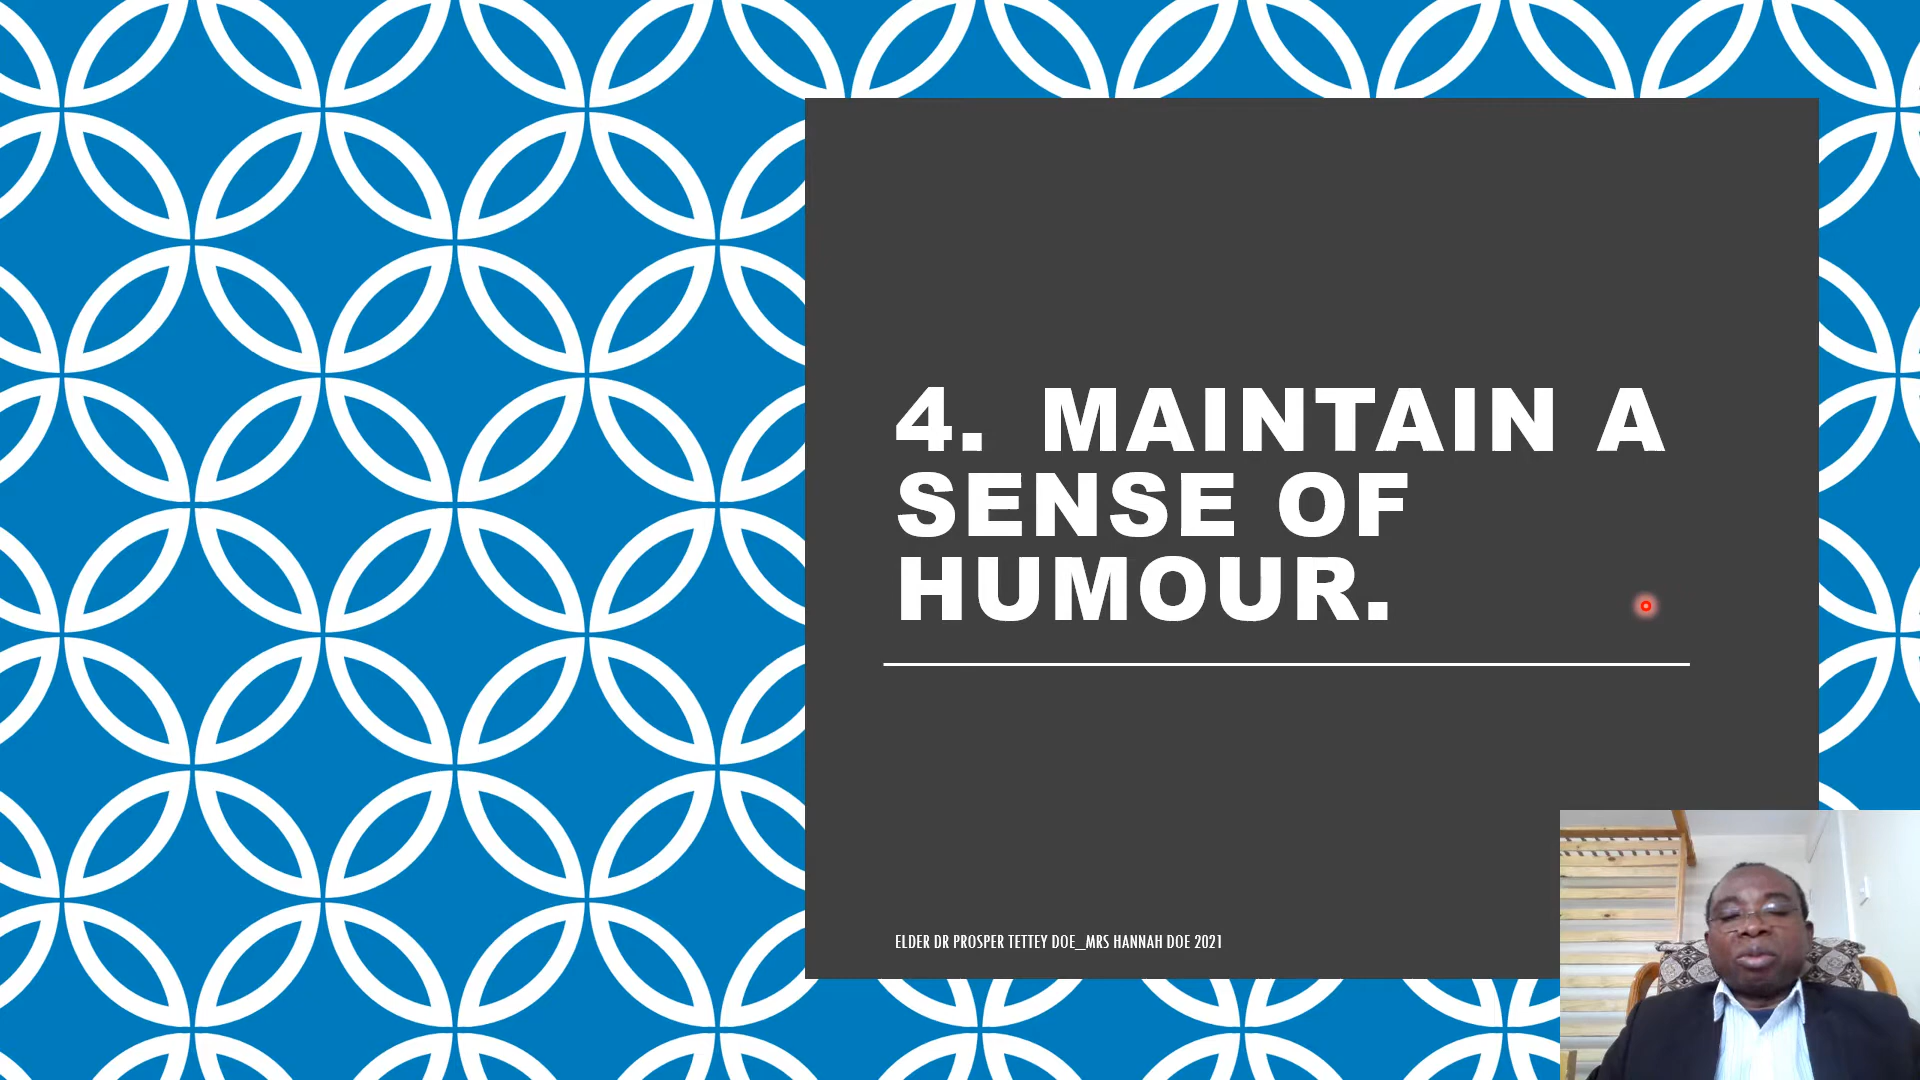 4. MAINTAIN A
SENSE OF
HUMOUR.
ELDER DR PROSPER TETTEY DOE_MRS HANNAH DOE 2021